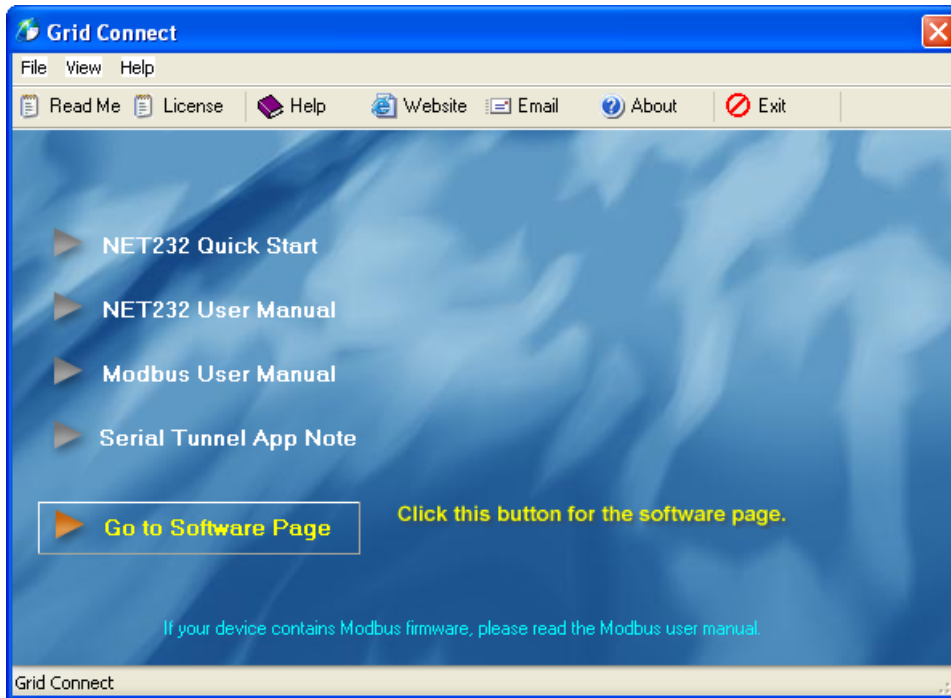 Grid Connect
File View Help
Read Me License Help Website Email About Exit
NET232 Quick Start
NET232 User Manual
Modbus User Manual
Serial Tunnel App Note
Go to Software Page
Click this button for the software page.
If your device contains Modbus firmware, please read the Modbus user manual.
Grid Connect